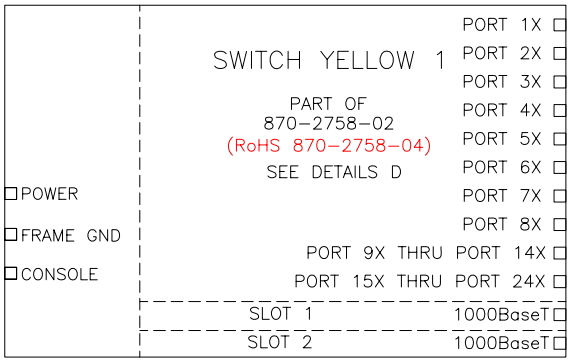 PORT 1X
PORT 2X
SWITCH YELLOW 1
PORT 3X
PART OF
PORT 4X
870-2758-02
PORT 5X
(RoHS 870-2758-04)
SEE DETAILS D
PORT 6X
POWER
PORT 7X
PORT 8X
FRAME GND
PORT 9X THRU PORT 14X
CONSOLE
PORT 15X THRU PORT 24X
SLOT 1 1000BaseT
SLOT 2 1000BaseT